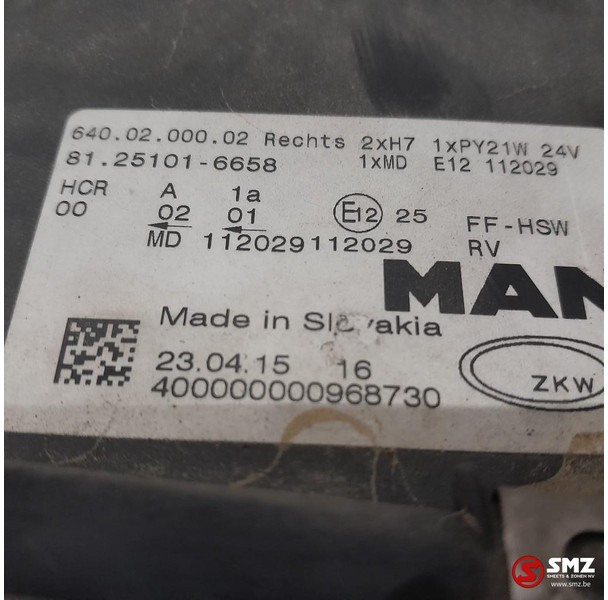 640.02.000.02 Rechts 2xH7 1xPY21W 24V
81.25101-6658 1xMD E12 112029
HCR A 1a
00 02 01 E12 25 FF-HSW
MD 112029112029 RV
MAN
Made in
23.04.15 16
400000000968730
ZKW
SMZ
SMEETS & ZONEN NV
www.smz.be